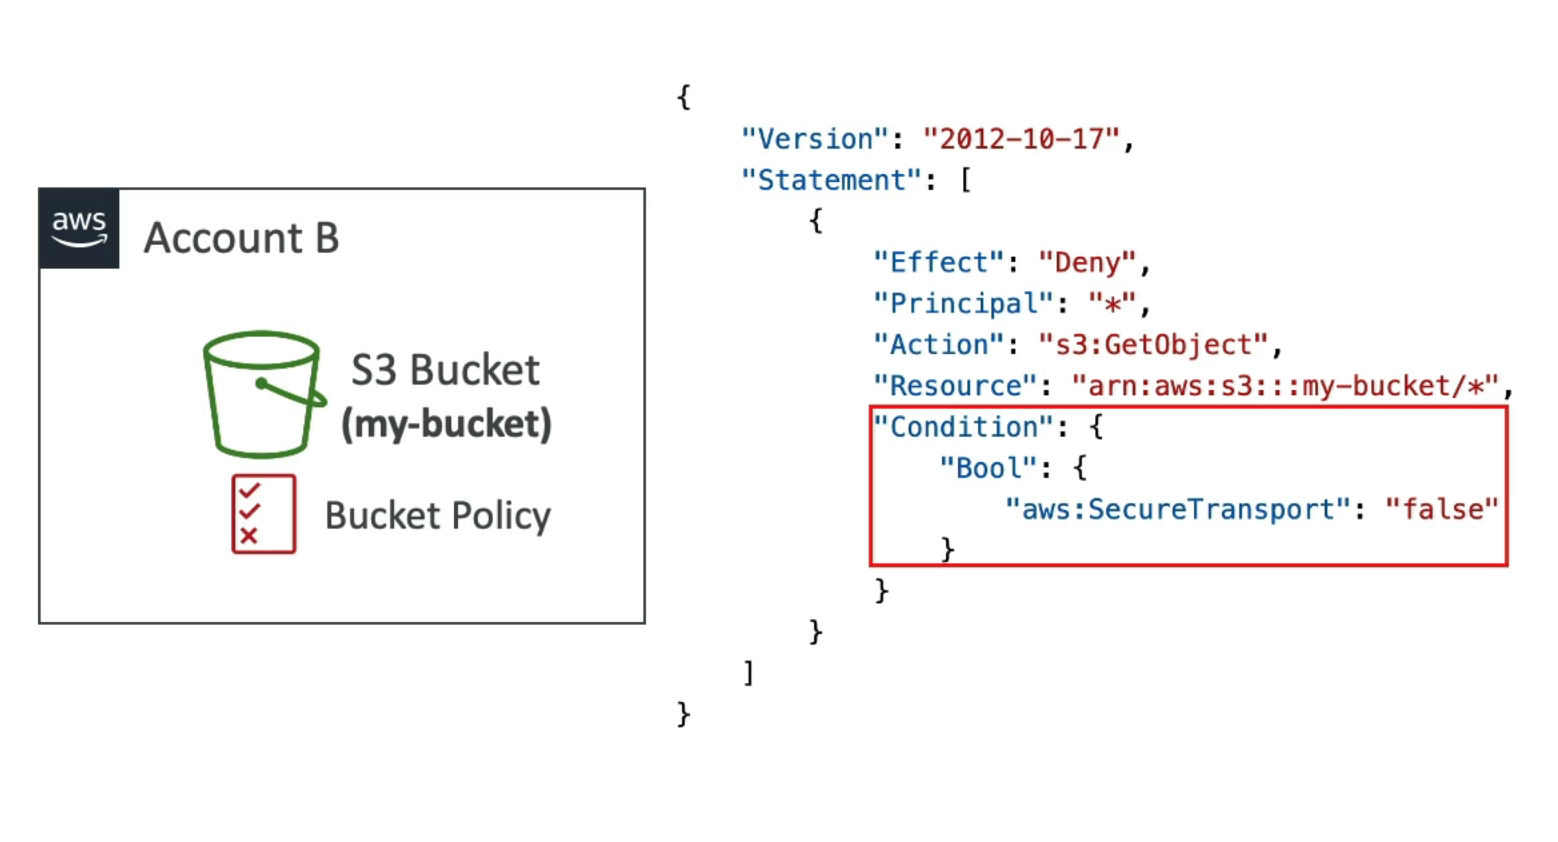 aws
Account B
S3 Bucket
(my-bucket)
Bucket Policy
{
"Version": "2012-10-17",
"Statement": [
{
"Effect": "Deny",
"Principal": "*",
"Action": "s3:GetObject",
"Resource": "arn:aws:s3:::my-bucket/*",
"Condition": {
"Bool": {
"aws:SecureTransport": "false"
}
}
}
]
}